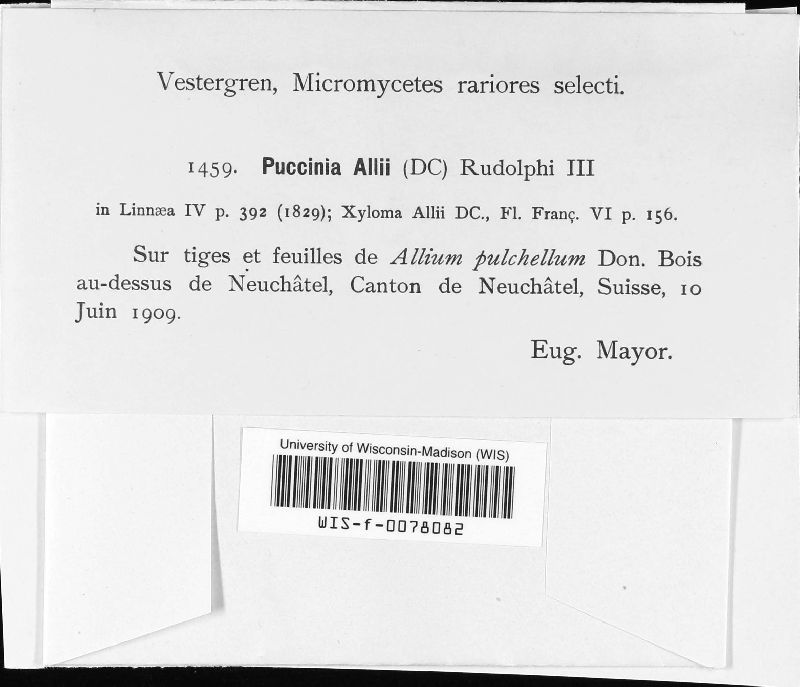 Vestergren, Micromycetes rariores selecti.
1459. Puccinia Allii (DC) Rudolphi III
in Linnæa IV p. 392 (1829); Xyloma Allii DC., Fl. Franç. VI p. 156.
Sur tiges et feuilles de Allium pulchellum Don. Bois
au-dessus de Neuchâtel, Canton de Neuchâtel, Suisse, 10
Juin 1909.
Eug. Mayor.
University of Wisconsin-Madison (WIS)
WIS-f-0078082